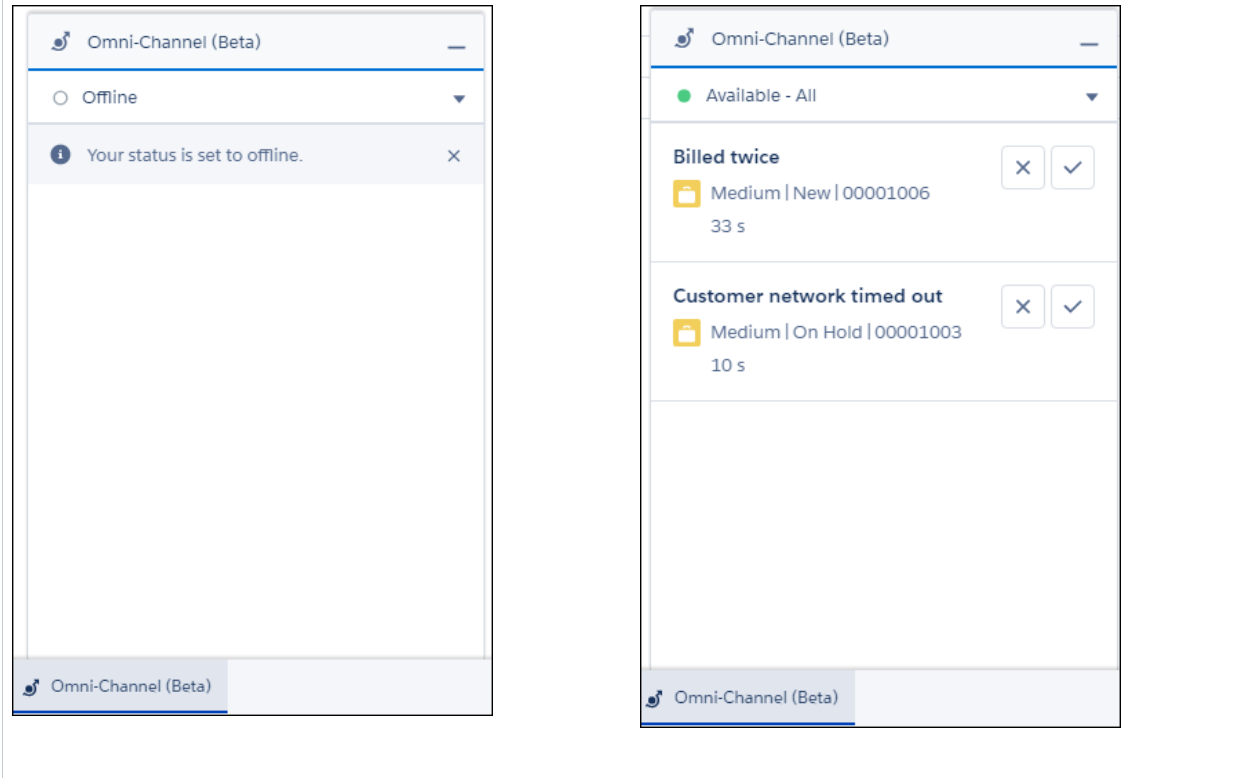 Omni-Channel (Beta)
Offline
Your status is set to offline.
Omni-Channel (Beta)
Omni-Channel (Beta)
Available - All
Billed twice
Medium | New | 00001006
33 s
Customer network timed out
Medium | On Hold | 00001003
10 s
Omni-Channel (Beta)